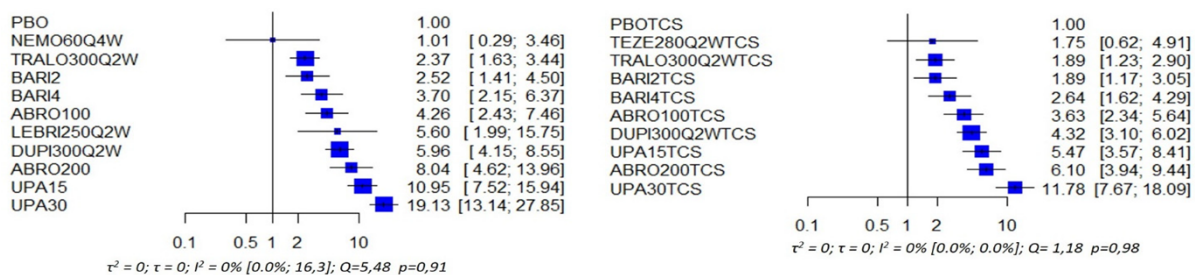 PBO 1.00
NEMO60Q4W 1.01 [ 0.29; 3.46]
TRALO300Q2W 2.37 [ 1.63; 3.44]
BARI2 2.52 [ 1.41; 4.50]
BARI4 3.70 [ 2.15; 6.37]
ABRO100 4.26 [ 2.43; 7.46]
LEBRI250Q2W 5.60 [ 1.99; 15.75]
DUPI300Q2W 5.96 [ 4.15; 8.55]
ABRO200 8.04 [ 4.62; 13.96]
UPA15 10.95 [ 7.52; 15.94]
UPA30 19.13 [13.14; 27.85]
0.1 0.5 1 2 10
τ² = 0; τ = 0; I² = 0% [0.0%; 16,3]; Q=5,48 p=0,91
PBOTCS 1.00
TEZE280Q2WTCS 1.75 [0.62; 4.91]
TRALO300Q2WTCS 1.89 [1.23; 2.90]
BARI2TCS 1.89 [1.17; 3.05]
BARI4TCS 2.64 [1.62; 4.29]
ABRO100TCS 3.63 [2.34; 5.64]
DUPI300Q2WTCS 4.32 [3.10; 6.02]
UPA15TCS 5.47 [3.57; 8.41]
ABRO200TCS 6.10 [3.94; 9.44]
UPA30TCS 11.78 [7.67; 18.09]
0.1 0.5 1 2 10
τ² = 0; τ = 0; I² = 0% [0.0%; 0.0%]; Q= 1,18 p=0,98